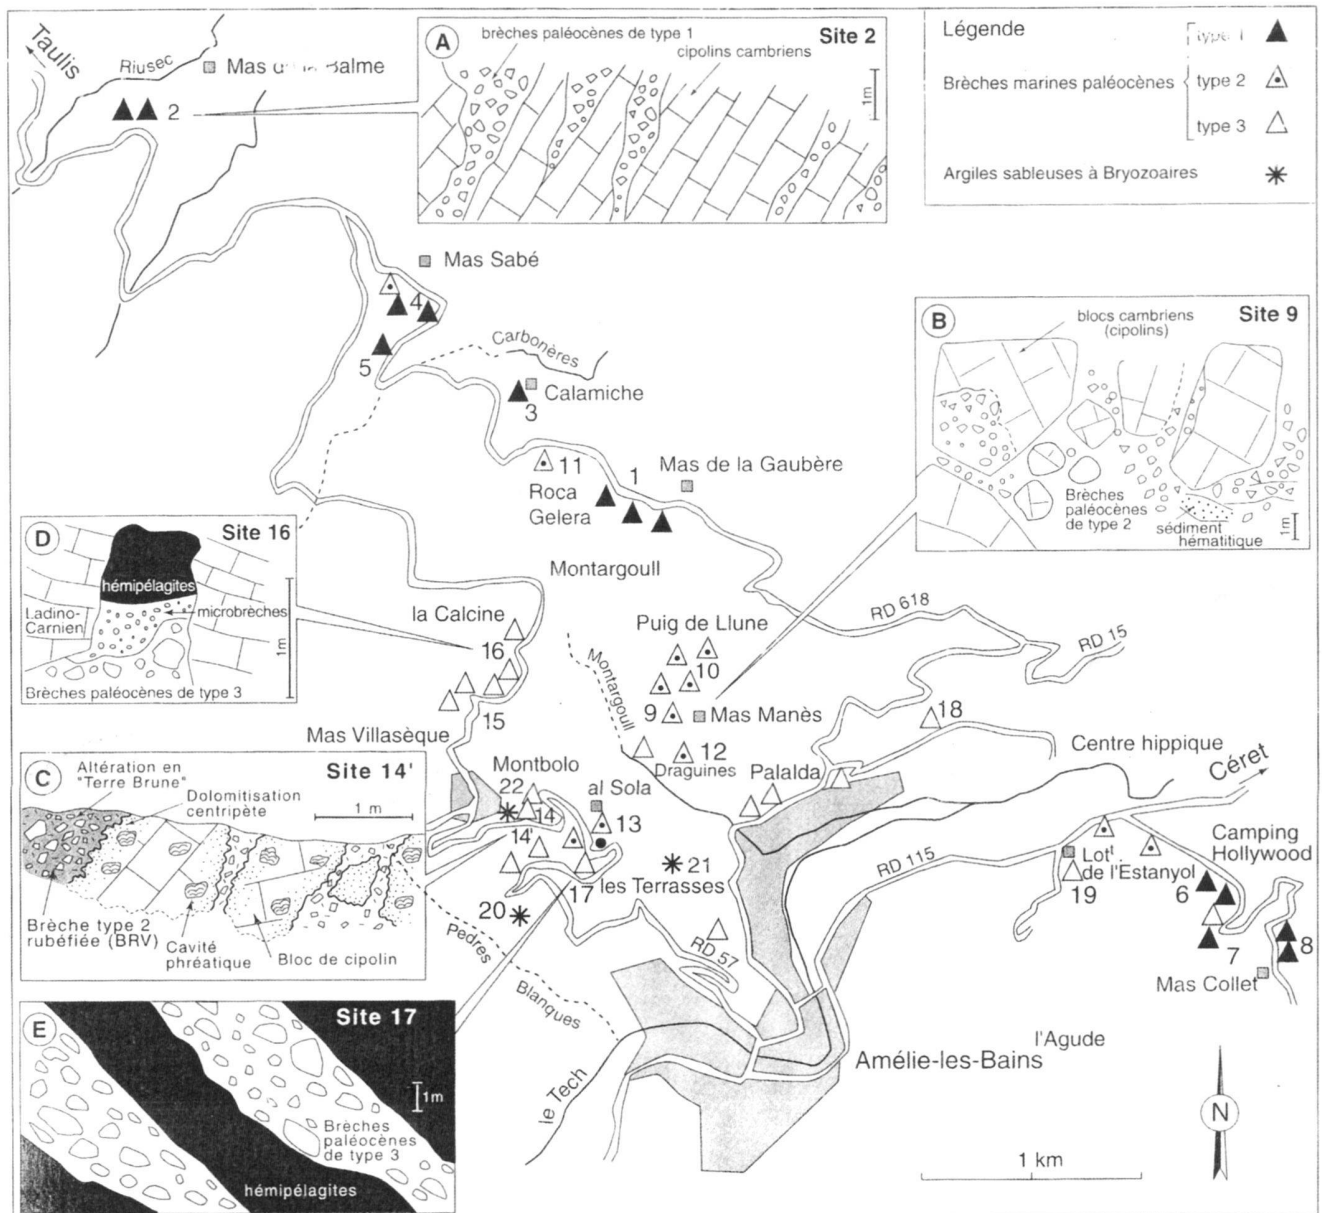 A
brèches paléocènes de type 1
cipolins cambriens
Site 2
1m
Légende
type 1
Brèches marines paléocènes
type 2
type 3
Argiles sableuses à Bryozoaires
Taulis
Riusec
Mas
Balme
2
Mas Sabé
4
5
Carbonères
Calamiche
3
11
Roca
Gelera
1
Mas de la Gaubère
B
blocs cambriens
(cipolins)
Site 9
Brèches
paléocènes
de type 2
sédiment
hématitique
1m
D
Site 16
hémipélagites
Ladino-
Carnien
microbrèches
1m
Brèches paléocènes de type 3
Montargoull
la Calcine
16
15
Mas Villasèque
RD 618
RD 15
Puig de Llune
10
Montargoull
9
Mas Manès
12
Draguines
Palalda
18
Centre hippique
Céret
C
Altération en
"Terre Brune"
Site 14'
Dolomitisation
centripète
1 m
Brèche type 2
rubéfiée (BRV)
Cavité
phréatique
Bloc de cipolin
Montbolo
22
14
14'
al Sola
13
17
les Terrasses
21
20
Pedres
Blanques
RD 57
RD 115
Lott
de l'Estanyol
19
Camping
Hollywood
6
7
8
Mas Collet
E
Site 17
1m
Brèches
paléocènes
de type 3
hémipélagites
le Tech
Amélie-les-Bains
l'Agude
1 km
N